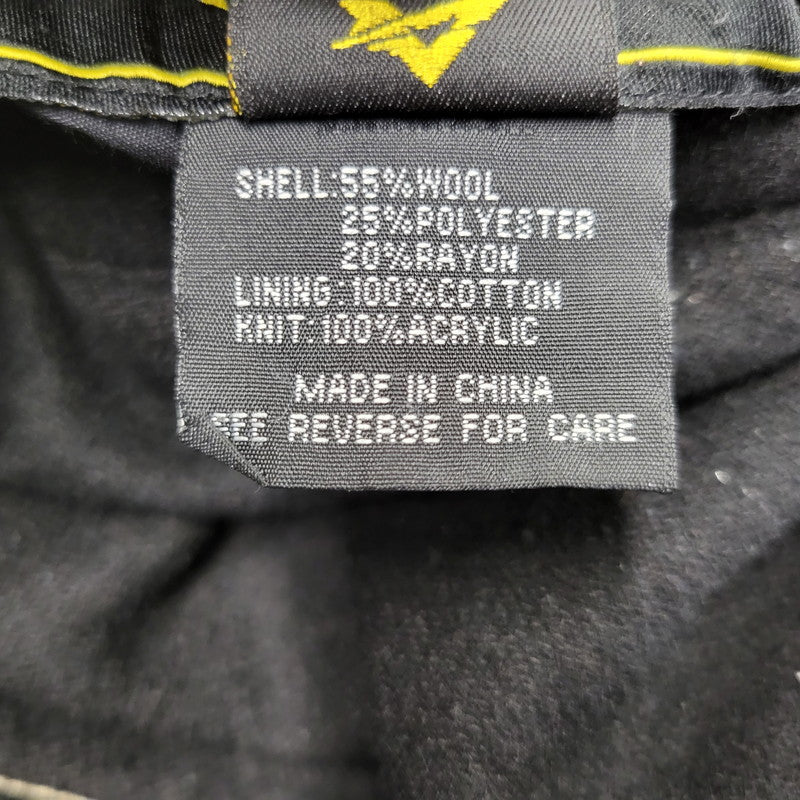 SHELL:55%WOOL
25%POLYESTER
20%RAYON
LINING:100%COTTON
KNIT:100%ACRYLIC
MADE IN CHINA
SEE REVERSE FOR CARE